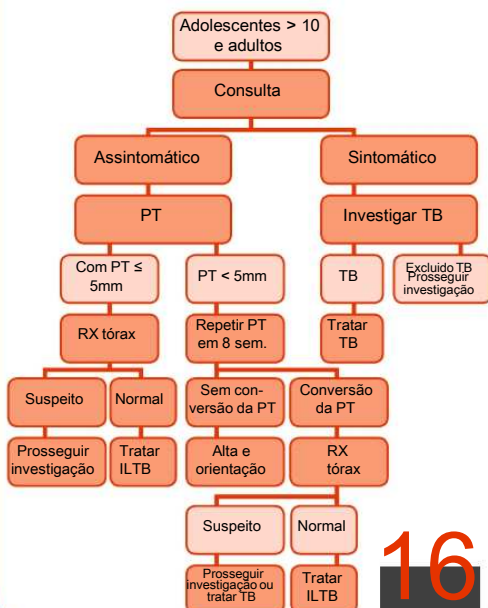 Adolescentes > 10
e adultos
Consulta
Assintomático
Sintomático
PT
Investigar TB
Com PT ≤
5mm
PT < 5mm
TB
Excluido TB
Prosseguir
investigação
RX tórax
Repetir PT
em 8 sem.
Tratar
TB
Suspeito
Normal
Sem con-
versão da PT
Conversão
da PT
Prosseguir
investigação
Tratar
ILTB
Alta e
orientação
RX
tórax
Suspeito
Normal
Prosseguir
investigação ou
tratar TB
Tratar
ILTB
16